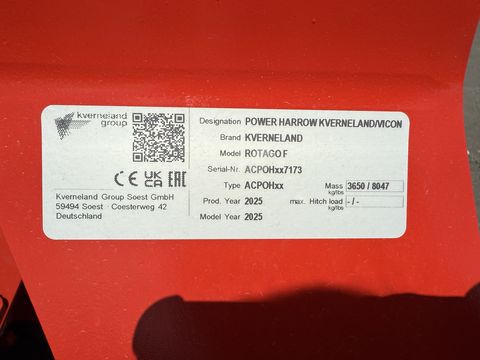 kverneland
group
Designation POWER HARROW KVERNELAND/VICON
Brand KVERNELAND
Model ROTAGO F
Serial-Nr. ACPOHxx7173
Type ACPOHxx
Mass kg/lbs 3650 / 8047
Prod. Year 2025
max. Hitch load kg/lbs - / -
Model Year 2025
CE UKCA EAC
Kverneland Group Soest GmbH
59494 Soest · Coesterweg 42
Deutschland